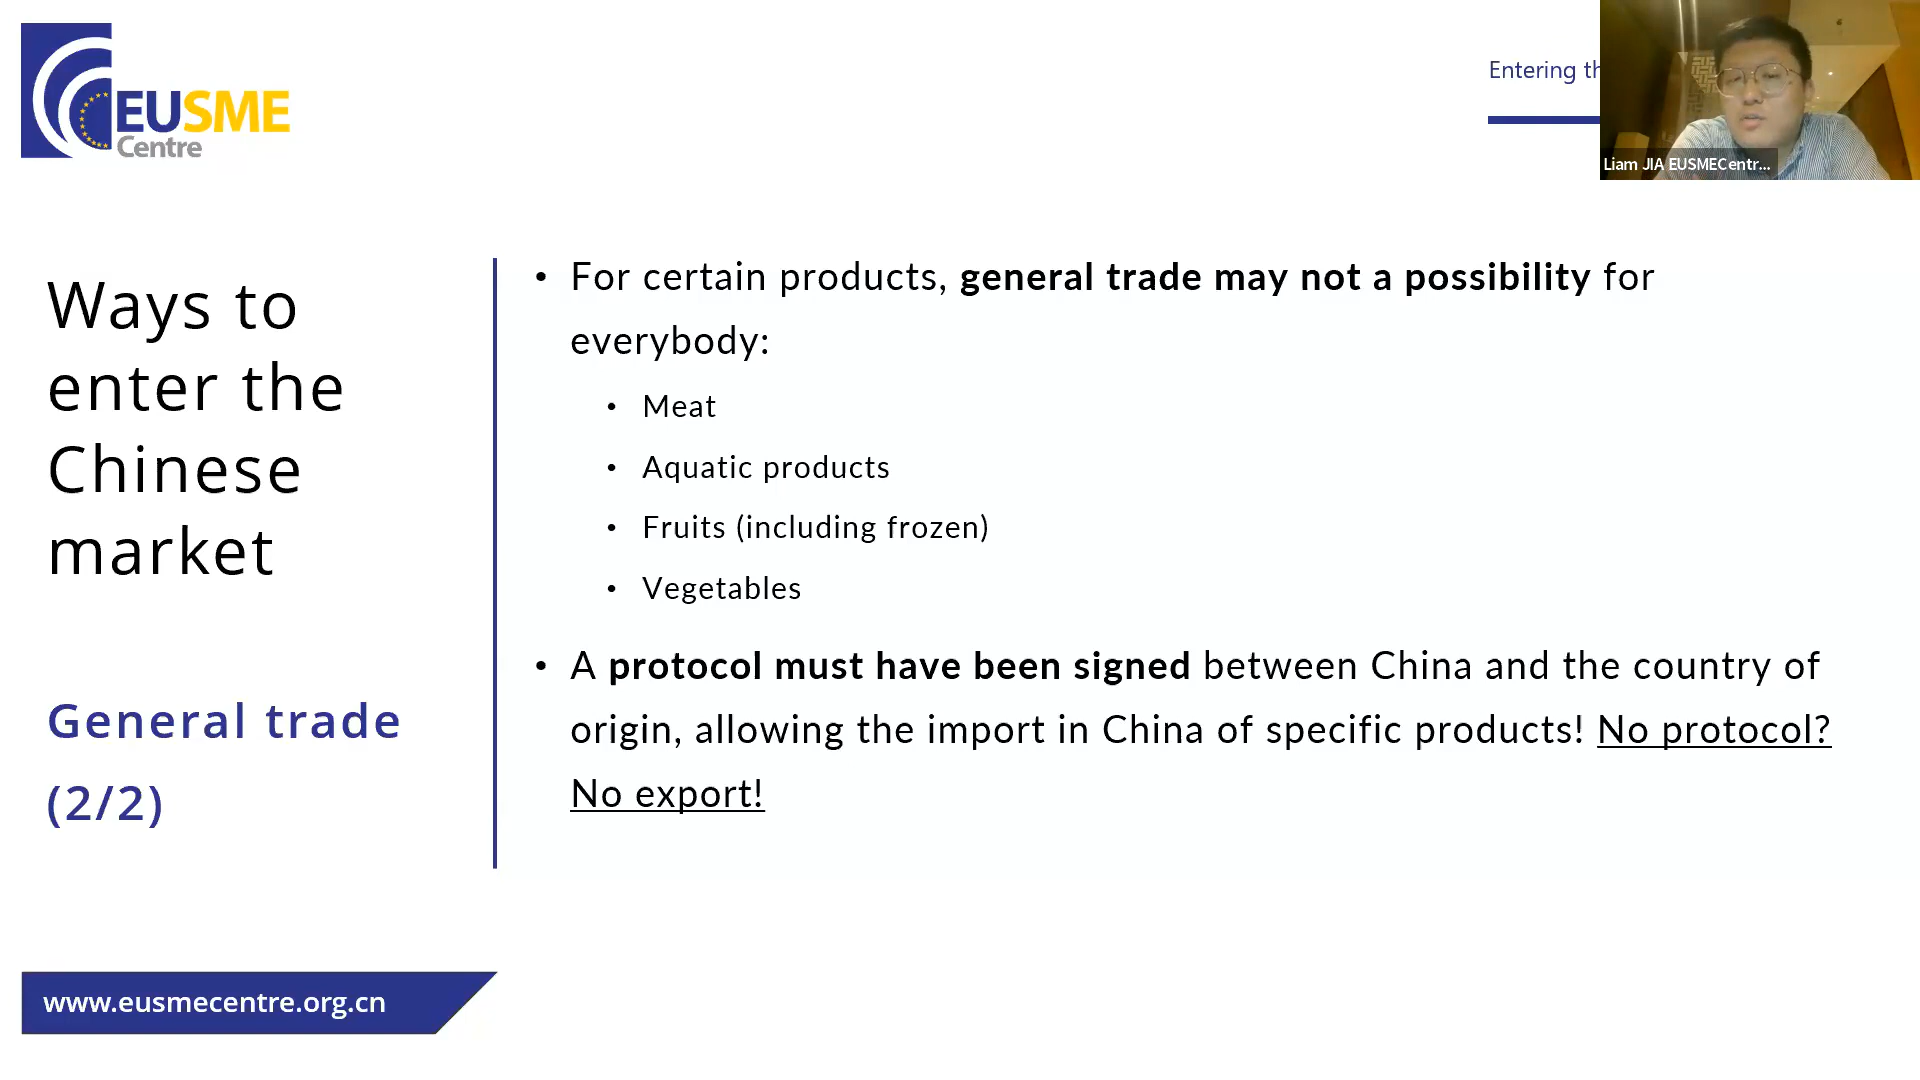 EUSME
Centre
Entering th
Liam JIA EUSMECentr...
Ways to
enter the
Chinese
market
General trade
(2/2)
• For certain products, general trade may not a possibility for
everybody:
• Meat
• Aquatic products
• Fruits (including frozen)
• Vegetables
• A protocol must have been signed between China and the country of
origin, allowing the import in China of specific products! No protocol?
No export!
www.eusmecentre.org.cn